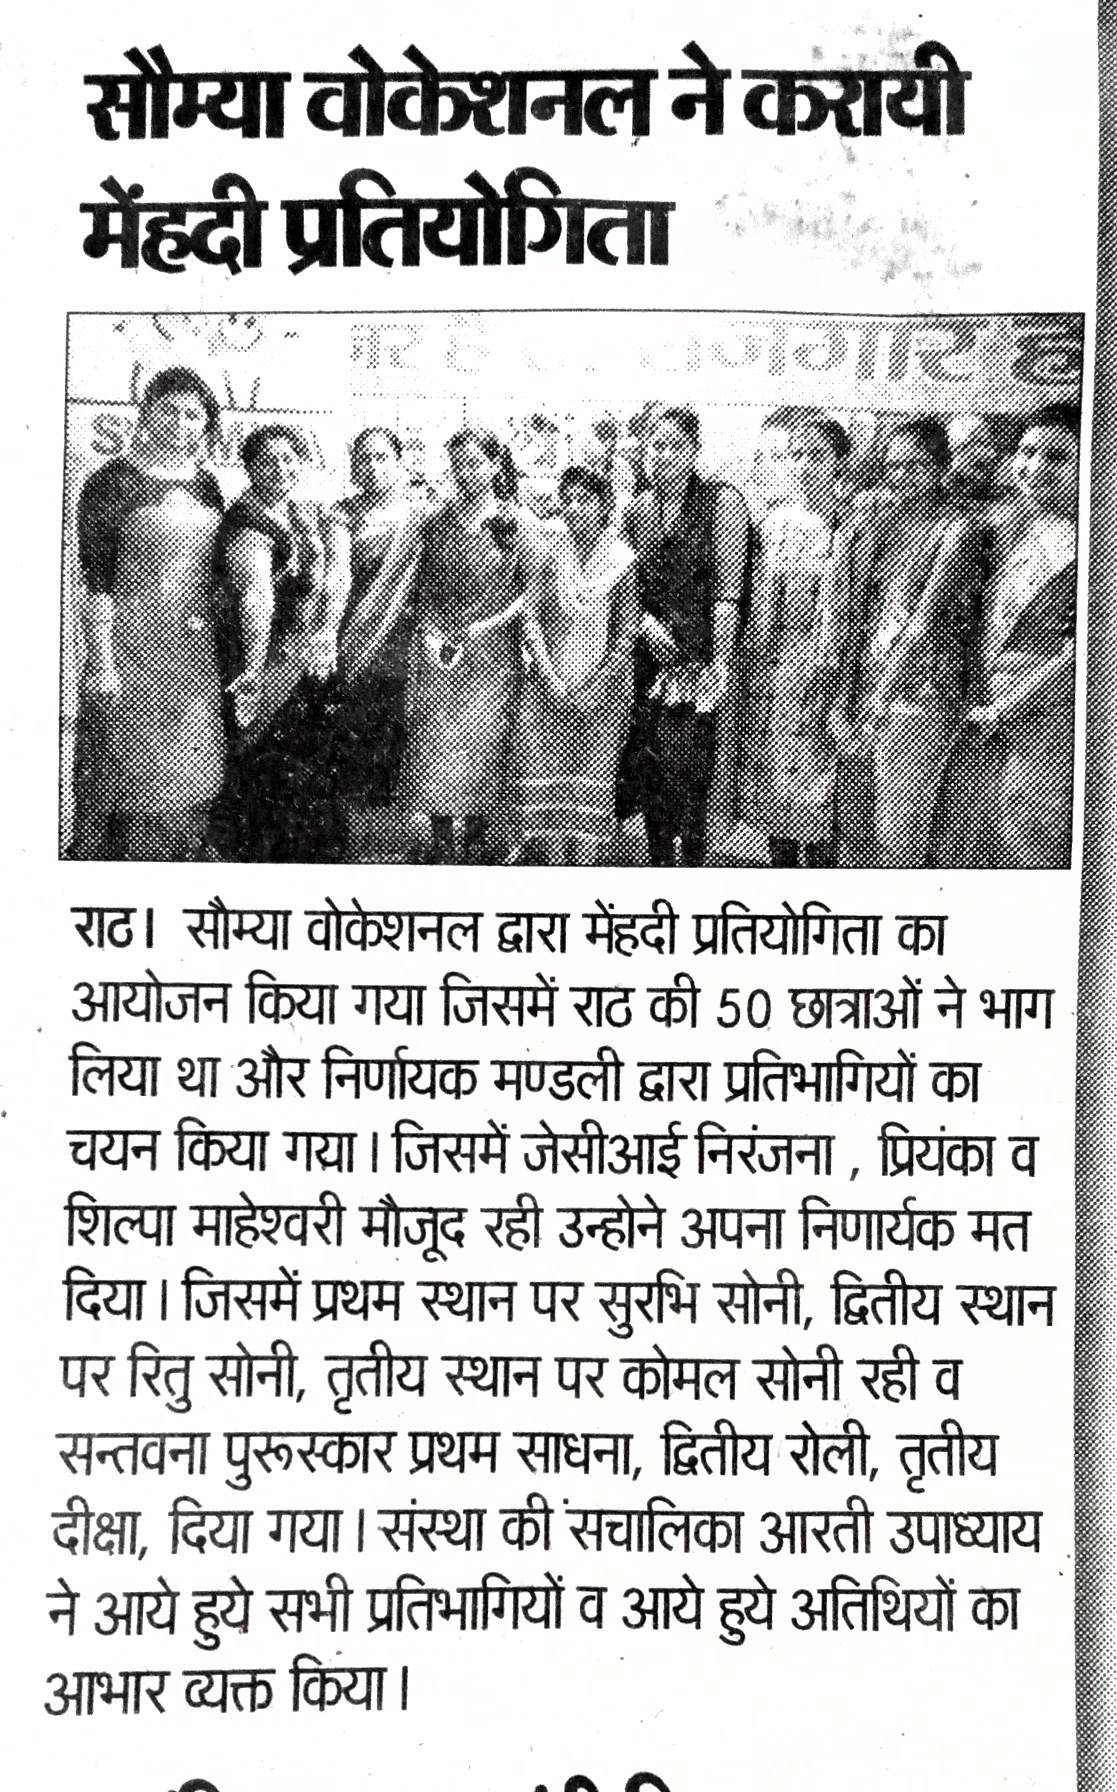 सौम्या वोकेशनल ने करायी
मेंहदी प्रतियोगिता
राठ। सौम्या वोकेशनल द्वारा मेंहदी प्रतियोगिता का
आयोजन किया गया जिसमें राठ की 50 छात्राओं ने भाग
लिया था और निर्णायक मण्डली द्वारा प्रतिभागियों का
चयन किया गया। जिसमें जेसीआई निरंजना , प्रियंका व
शिल्पा माहेश्वरी मौजूद रही उन्होने अपना निणार्यक मत
दिया। जिसमें प्रथम स्थान पर सुरभि सोनी, द्वितीय स्थान
पर रितु सोनी, तृतीय स्थान पर कोमल सोनी रही व
सन्तवना पुरूस्कार प्रथम साधना, द्वितीय रोली, तृतीय
दीक्षा, दिया गया। संस्था की संचालिका आरती उपाध्याय
ने आये हुये सभी प्रतिभागियों व आये हुये अतिथियों का
आभार व्यक्त किया।